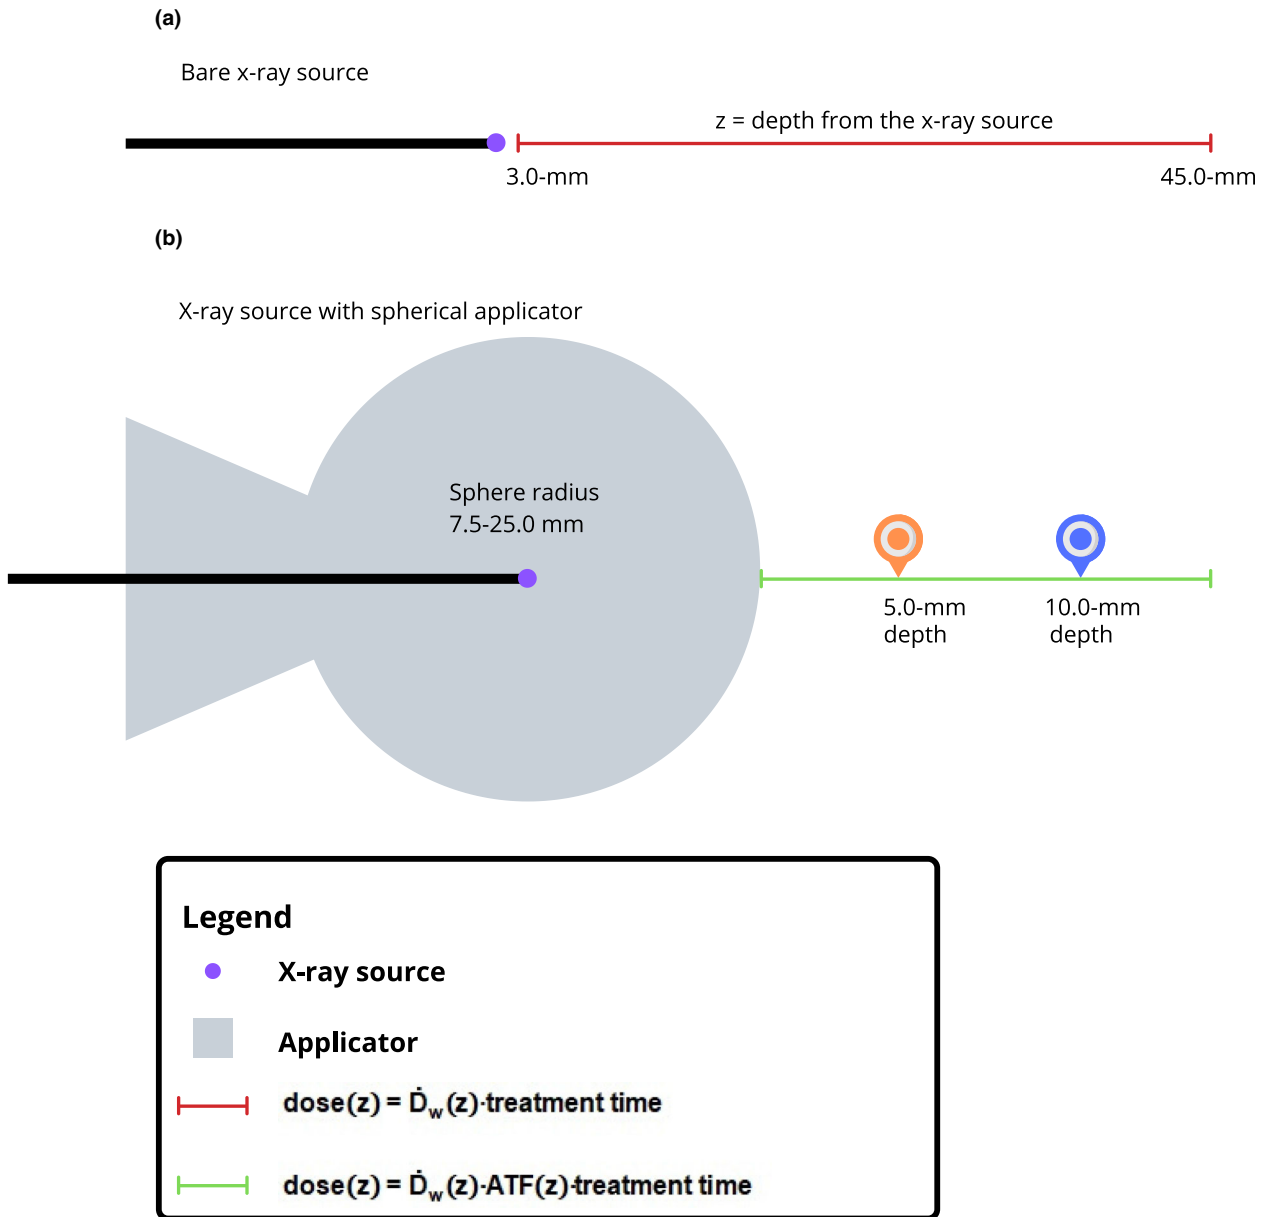 (a)
Bare x-ray source
z = depth from the x-ray source
3.0-mm
45.0-mm
(b)
X-ray source with spherical applicator
Sphere radius
7.5-25.0 mm
5.0-mm
depth
10.0-mm
depth
Legend
X-ray source
Applicator
dose(z) = Ḋw(z)·treatment time
dose(z) = Ḋw(z)·ATF(z)·treatment time